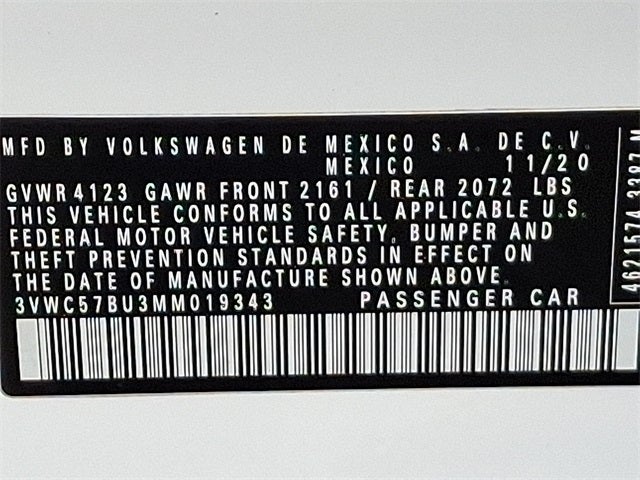 MFD BY VOLKSWAGEN DE MEXICO S.A. DE C.V.
MEXICO 11/20
GVWR 4123 GAWR FRONT 2161 / REAR 2072 LBS
THIS VEHICLE CONFORMS TO ALL APPLICABLE U.S.
FEDERAL MOTOR VEHICLE SAFETY, BUMPER AND
THEFT PREVENTION STANDARDS IN EFFECT ON
THE DATE OF MANUFACTURE SHOWN ABOVE.
3VWC57BU3MM019343 PASSENGER CAR